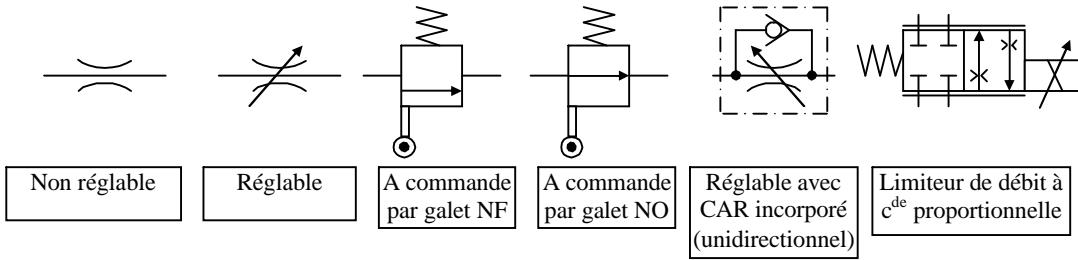 Non réglable
Réglable
A commande
par galet NF
A commande
par galet NO
Réglable avec
CAR incorporé
(unidirectionnel)
Limiteur de débit à
cde proportionnelle